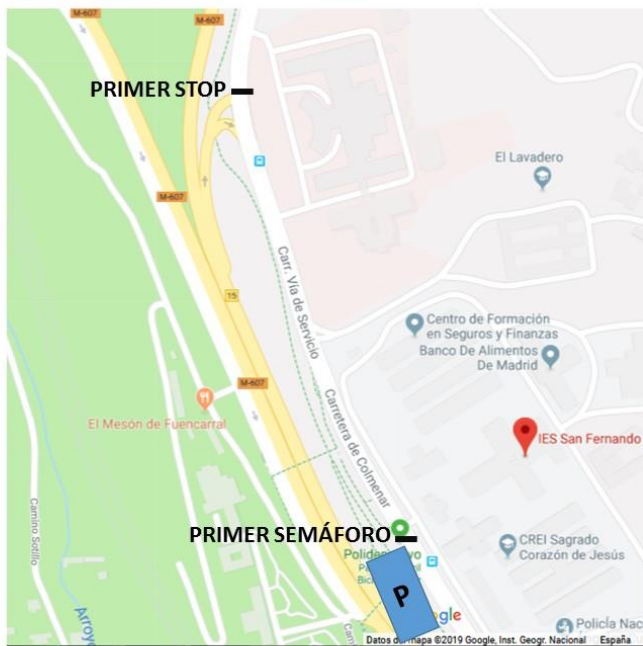 M-607
M-607
PRIMER STOP
El Lavadero
M-607
Carr. Vía de Servicio
15
Centro de Formación
en Seguros y Finanzas
Banco De Alimentos
De Madrid
M-607
El Mesón de Fuencarral
Carretera de Colmenar
IES San Fernando
Camino Sotillo
PRIMER SEMÁFORO
CREI Sagrado
Corazón de Jesús
P
Arroyo
Policía Nac
Datos del mapa ©2019 Google, Inst. Geogr. Nacional España